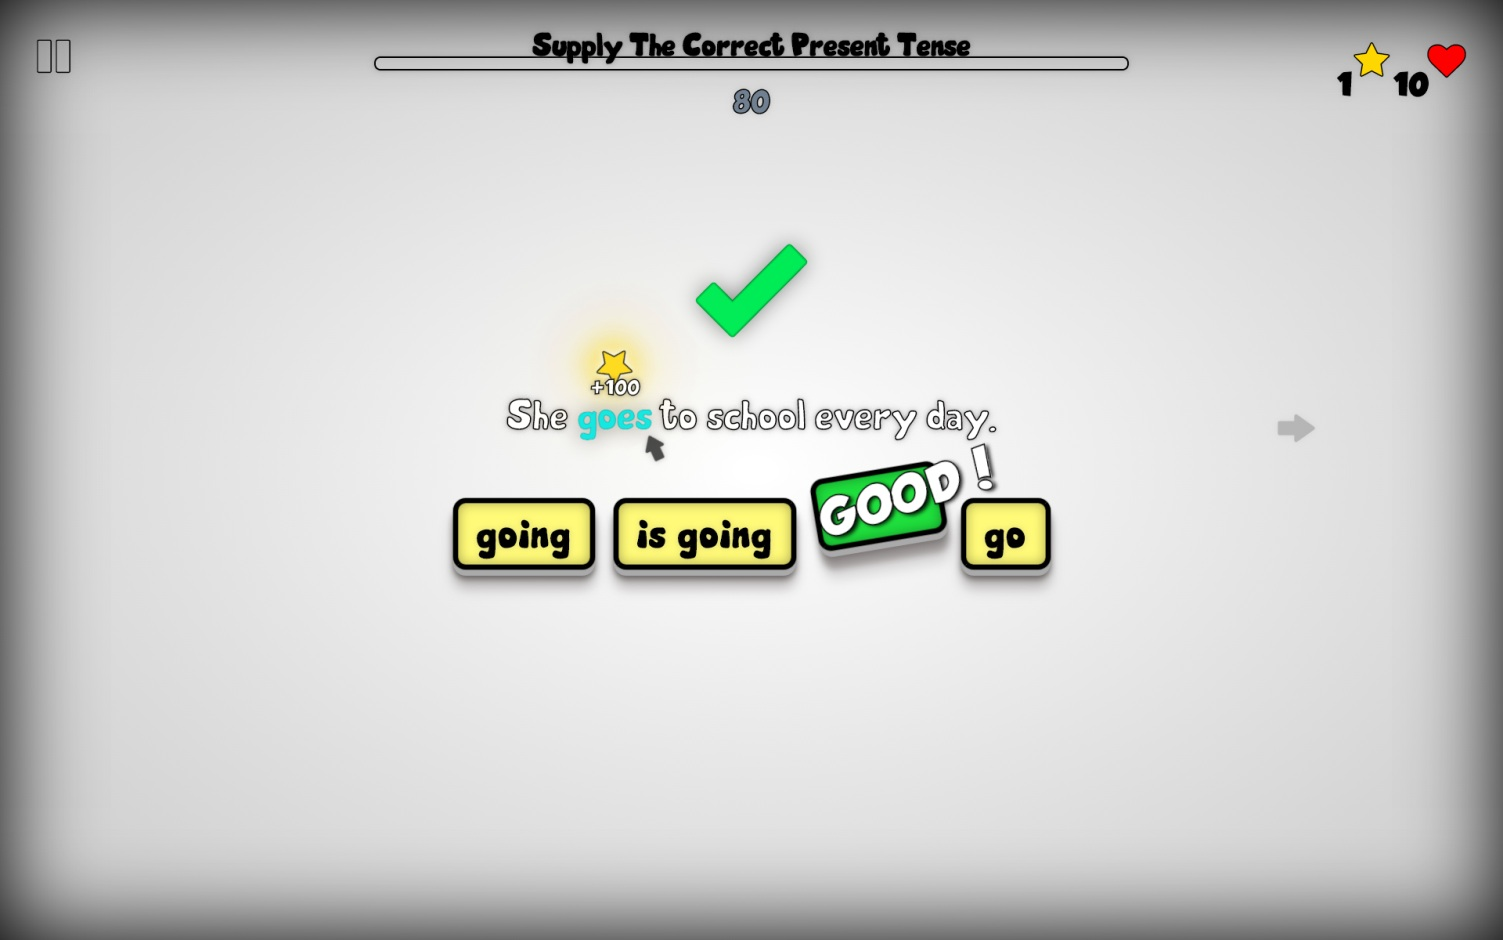 Supply The Correct Present Tense
1 10
80
+100
She goes to school every day.
going is going GOOD! go